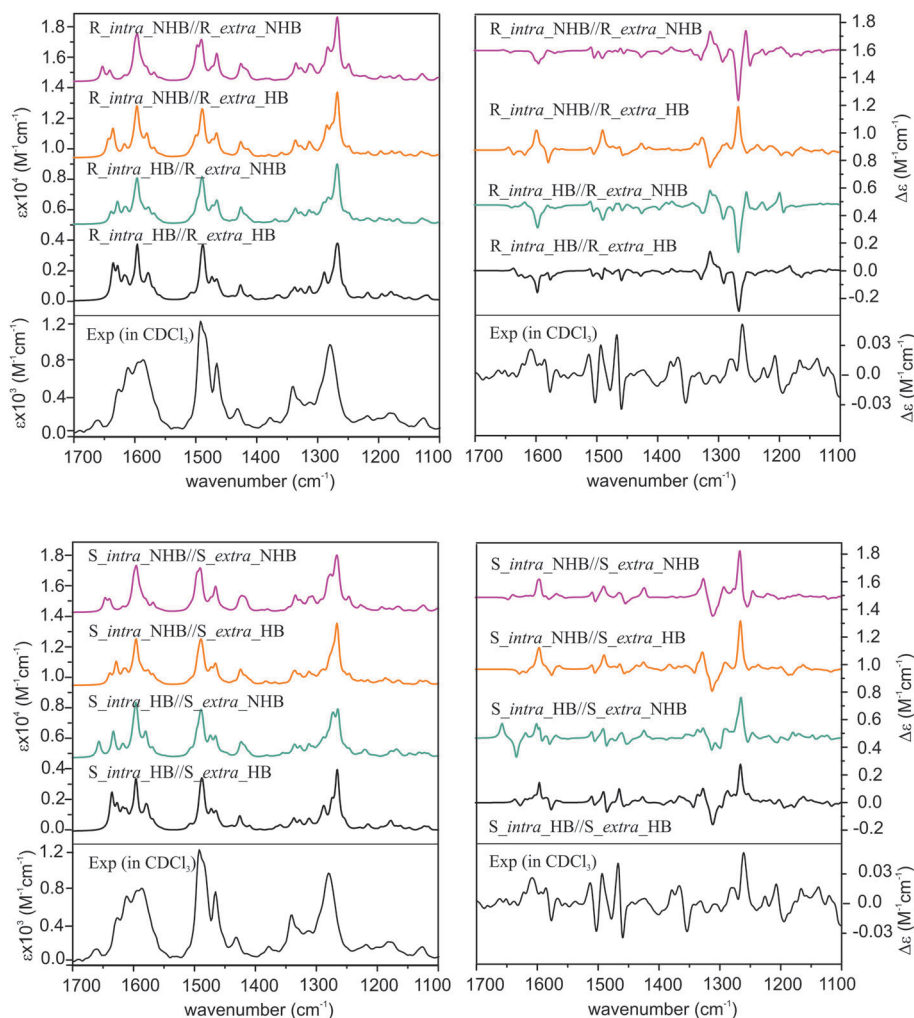 R_intra_NHB//R_extra_NHB
R_intra_NHB//R_extra_HB
R_intra_HB//R_extra_NHB
R_intra_HB//R_extra_HB
Exp (in CDCl₃)
εx10⁴ (M⁻¹cm⁻¹)
εx10³ (M⁻¹cm⁻¹)
1.8
1.6
1.4
1.2
1.0
0.8
0.6
0.4
0.2
0.0
1.2
0.8
0.4
0.0
1700 1600 1500 1400 1300 1200 1100
wavenumber (cm⁻¹)
R_intra_NHB//R_extra_NHB
R_intra_NHB//R_extra_HB
R_intra_HB//R_extra_NHB
R_intra_HB//R_extra_HB
Exp (in CDCl₃)
1.8
1.6
1.4
1.2
1.0
0.8
0.6
0.4
0.2
0.0
-0.2
0.03
0.00
-0.03
Δε (M⁻¹cm⁻¹)
Δε (M⁻¹cm⁻¹)
1700 1600 1500 1400 1300 1200 1100
wavenumber (cm⁻¹)
S_intra_NHB//S_extra_NHB
S_intra_NHB//S_extra_HB
S_intra_HB//S_extra_NHB
S_intra_HB//S_extra_HB
Exp (in CDCl₃)
εx10⁴ (M⁻¹cm⁻¹)
εx10³ (M⁻¹cm⁻¹)
1.8
1.6
1.4
1.2
1.0
0.8
0.6
0.4
0.2
0.0
1.2
0.8
0.4
0.0
1700 1600 1500 1400 1300 1200 1100
wavenumber (cm⁻¹)
S_intra_NHB//S_extra_NHB
S_intra_NHB//S_extra_HB
S_intra_HB//S_extra_NHB
S_intra_HB//S_extra_HB
Exp (in CDCl₃)
1.8
1.6
1.4
1.2
1.0
0.8
0.6
0.4
0.2
0.0
-0.2
0.03
0.00
-0.03
Δε (M⁻¹cm⁻¹)
Δε (M⁻¹cm⁻¹)
1700 1600 1500 1400 1300 1200 1100
wavenumber (cm⁻¹)